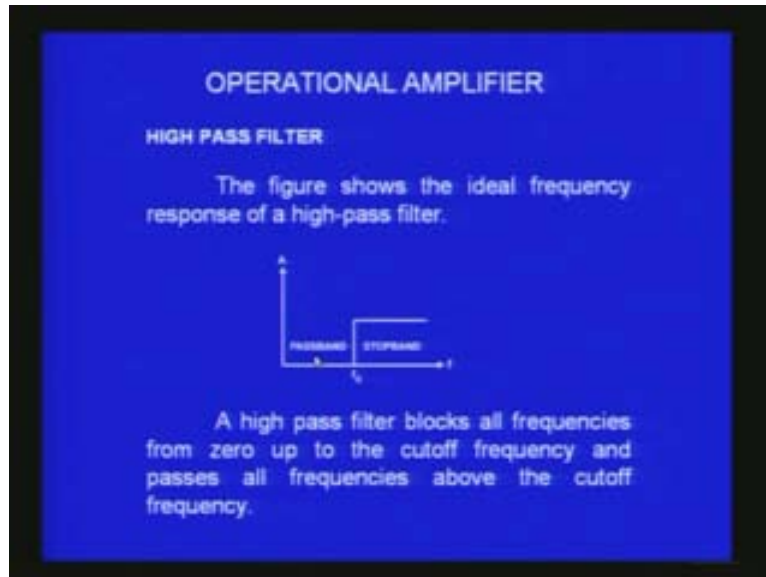 OPERATIONAL AMPLIFIER
HIGH PASS FILTER
The figure shows the ideal frequency
response of a high-pass filter.
A
PASSBAND STOPBAND
f
A high pass filter blocks all frequencies
from zero up to the cutoff frequency and
passes all frequencies above the cutoff
frequency.